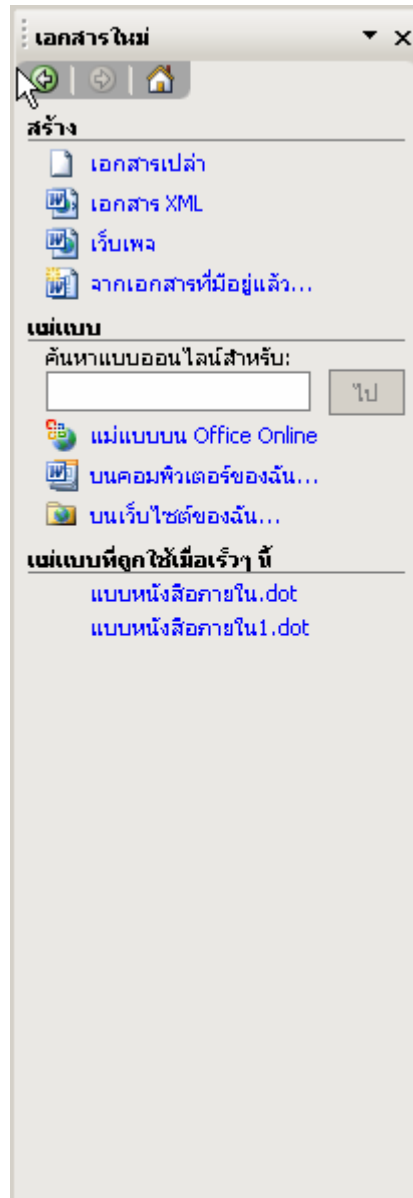 เอกสารใหม่
สร้าง
เอกสารเปล่า
เอกสาร XML
เว็บเพจ
จากเอกสารที่มีอยู่แล้ว...
แม่แบบ
ค้นหาแบบออนไลน์สำหรับ:
ไป
แม่แบบบน Office Online
บนคอมพิวเตอร์ของฉัน...
บนเว็บไซต์ของฉัน...
แม่แบบที่ถูกใช้เมื่อเร็วๆ นี้
แบบหนังสือภายใน.dot
แบบหนังสือภายใน1.dot